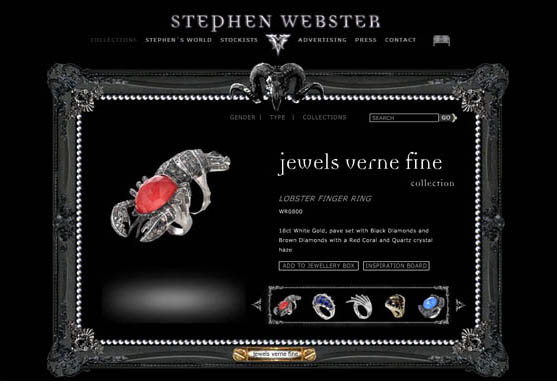 STEPHEN WEBSTER
COLLECTIONS STEPHEN'S WORLD STOCKISTS ADVERTISING PRESS CONTACT
GENDER | TYPE | COLLECTIONS SEARCH GO
jewels verne fine
collection
LOBSTER FINGER RING
WR0800
18ct White Gold, pave set with Black Diamonds and
Brown Diamonds with a Red Coral and Quartz crystal
haze
ADD TO JEWELLERY BOX INSPIRATION BOARD
jewels verne fine